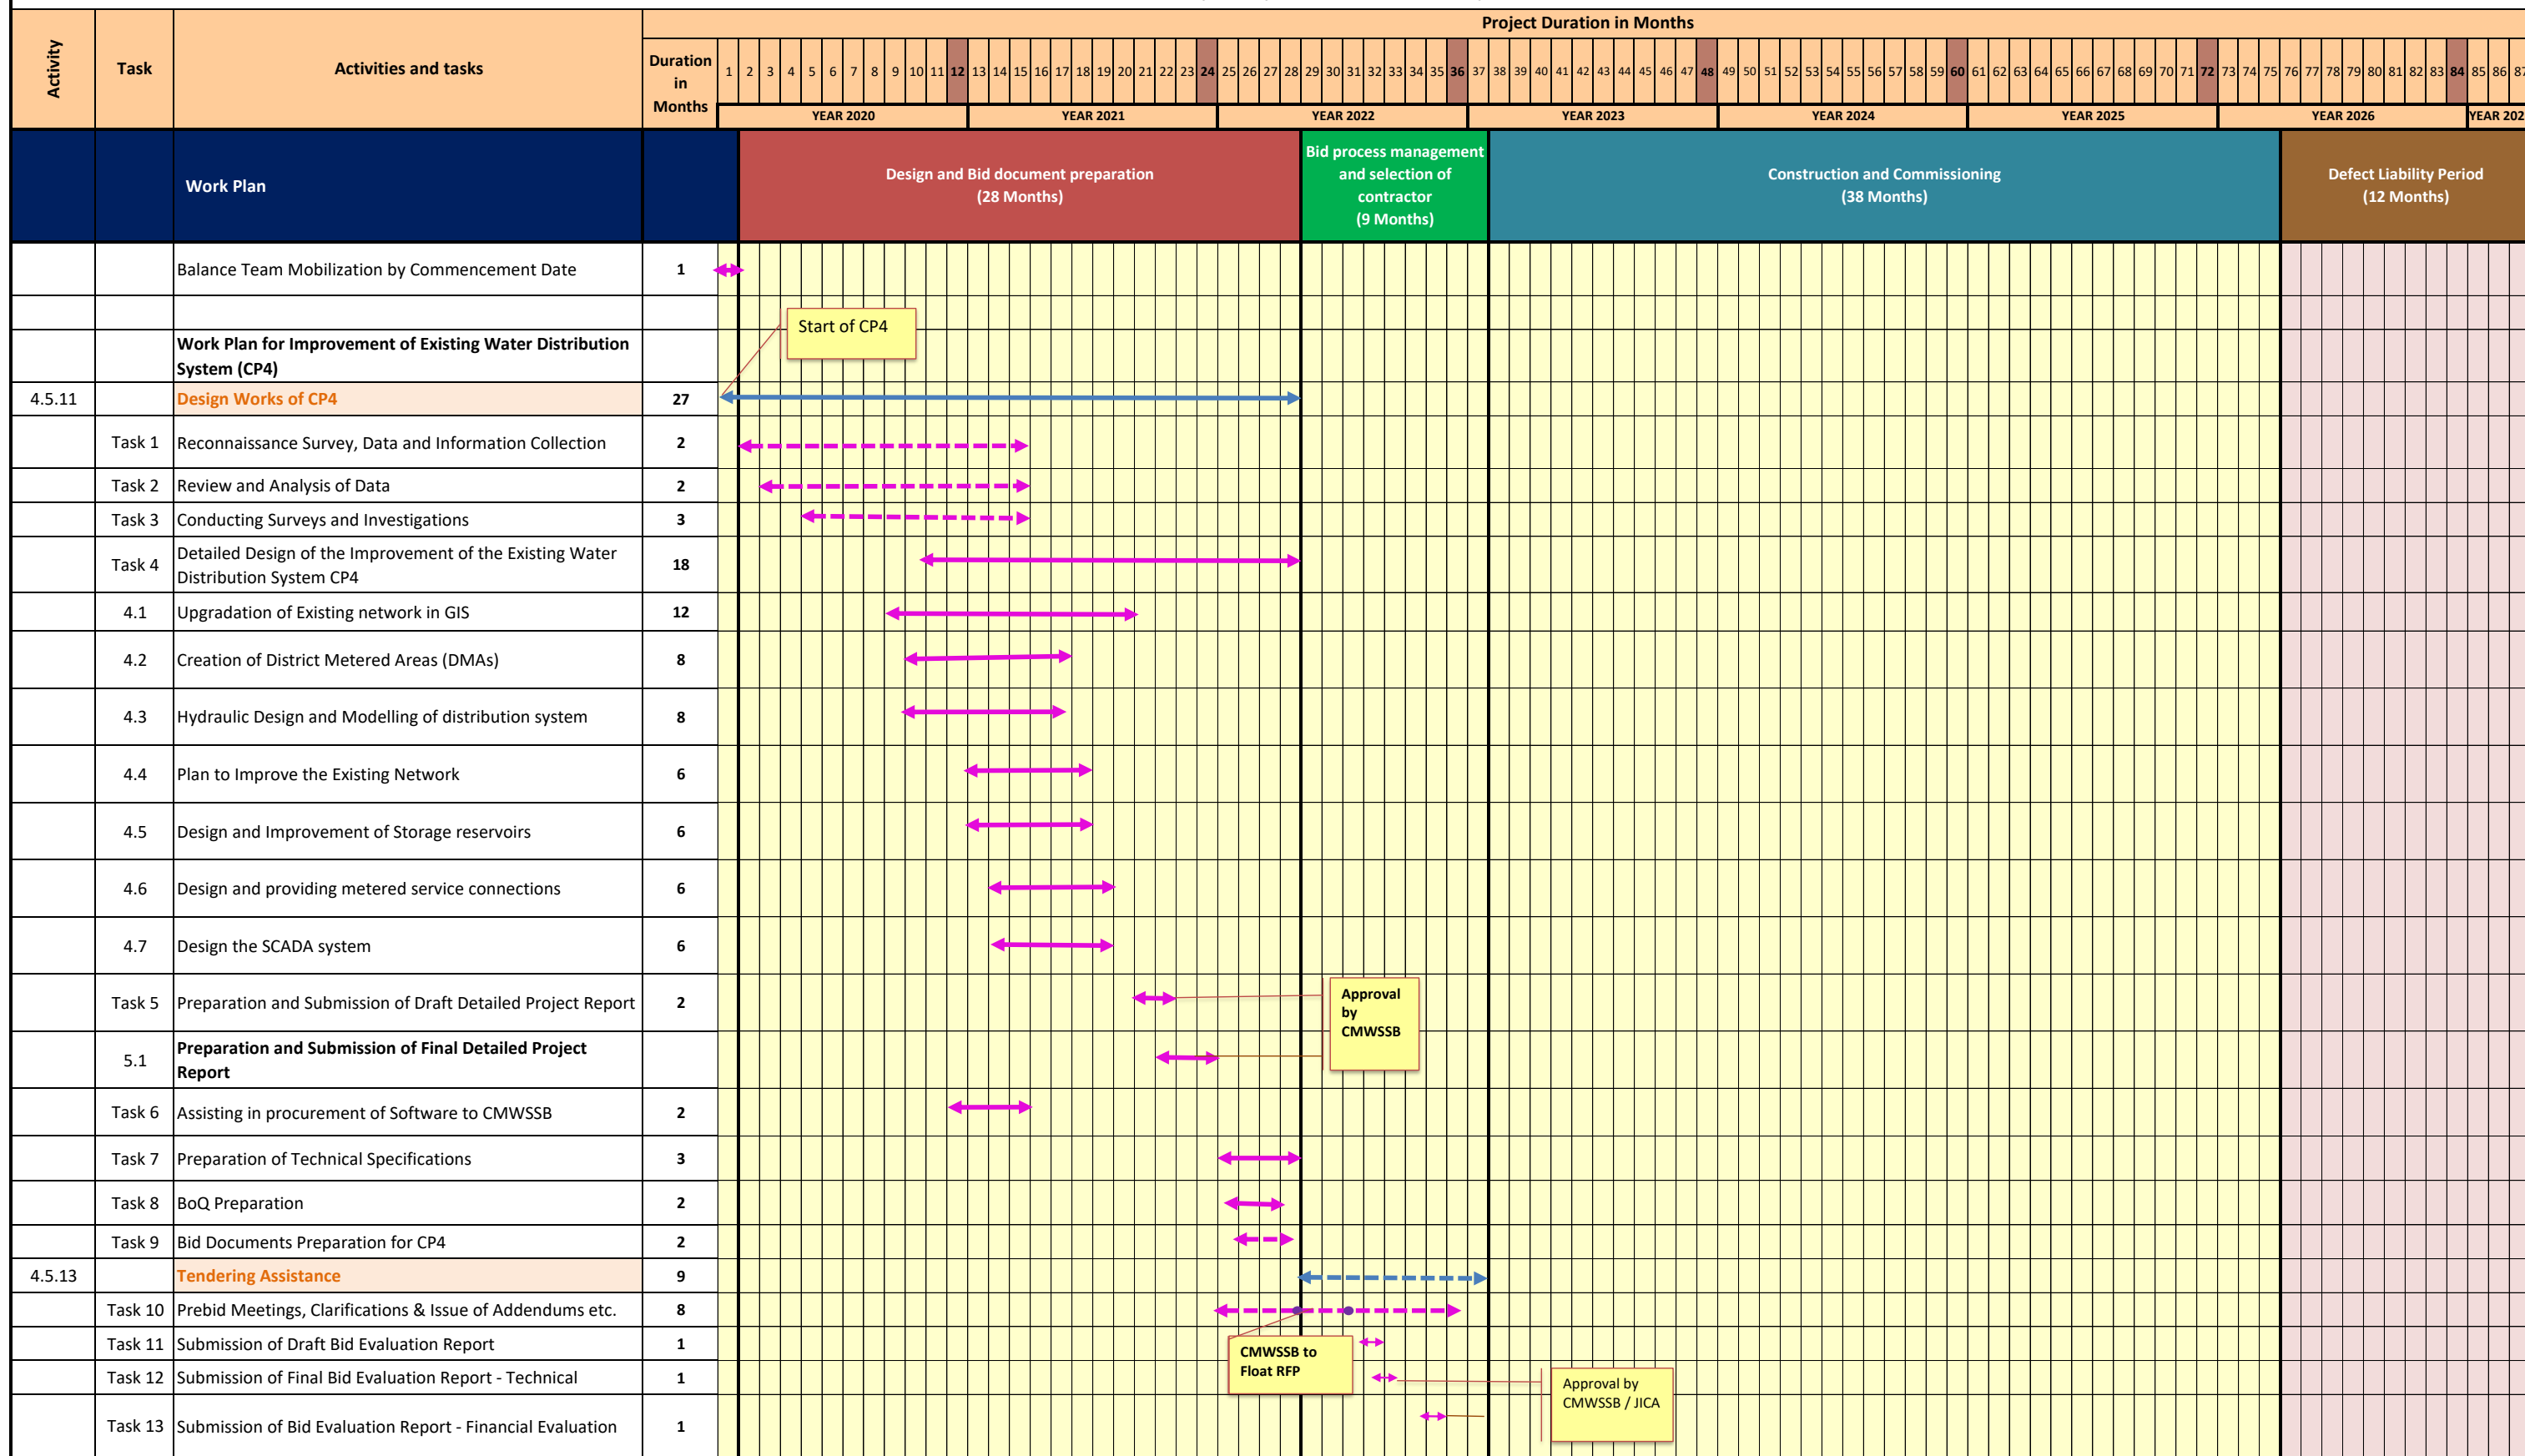 Project Duration in Months
Activity
Task
Activities and tasks
Duration
in
Months
1 2 3 4 5 6 7 8 9 10 11 12 13 14 15 16 17 18 19 20 21 22 23 24 25 26 27 28 29 30 31 32 33 34 35 36 37 38 39 40 41 42 43 44 45 46 47 48 49 50 51 52 53 54 55 56 57 58 59 60 61 62 63 64 65 66 67 68 69 70 71 72 73 74 75 76 77 78 79 80 81 82 83 84 85 86 87
YEAR 2020 YEAR 2021 YEAR 2022 YEAR 2023 YEAR 2024 YEAR 2025 YEAR 2026 YEAR 202
Work Plan
Design and Bid document preparation
(28 Months)
Bid process management
and selection of
contractor
(9 Months)
Construction and Commissioning
(38 Months)
Defect Liability Period
(12 Months)
Balance Team Mobilization by Commencement Date 1
Start of CP4
Work Plan for Improvement of Existing Water Distribution
System (CP4)
4.5.11 Design Works of CP4 27
Task 1 Reconnaissance Survey, Data and Information Collection 2
Task 2 Review and Analysis of Data 2
Task 3 Conducting Surveys and Investigations 3
Task 4 Detailed Design of the Improvement of the Existing Water
Distribution System CP4 18
4.1 Upgradation of Existing network in GIS 12
4.2 Creation of District Metered Areas (DMAs) 8
4.3 Hydraulic Design and Modelling of distribution system 8
4.4 Plan to Improve the Existing Network 6
4.5 Design and Improvement of Storage reservoirs 6
4.6 Design and providing metered service connections 6
4.7 Design the SCADA system 6
Task 5 Preparation and Submission of Draft Detailed Project Report 2
Approval
by
CMWSSB
5.1 Preparation and Submission of Final Detailed Project
Report
Task 6 Assisting in procurement of Software to CMWSSB 2
Task 7 Preparation of Technical Specifications 3
Task 8 BoQ Preparation 2
Task 9 Bid Documents Preparation for CP4 2
4.5.13 Tendering Assistance 9
Task 10 Prebid Meetings, Clarifications & Issue of Addendums etc. 8
Task 11 Submission of Draft Bid Evaluation Report 1
CMWSSB to
Float RFP
Task 12 Submission of Final Bid Evaluation Report - Technical 1
Approval by
CMWSSB / JICA
Task 13 Submission of Bid Evaluation Report - Financial Evaluation 1